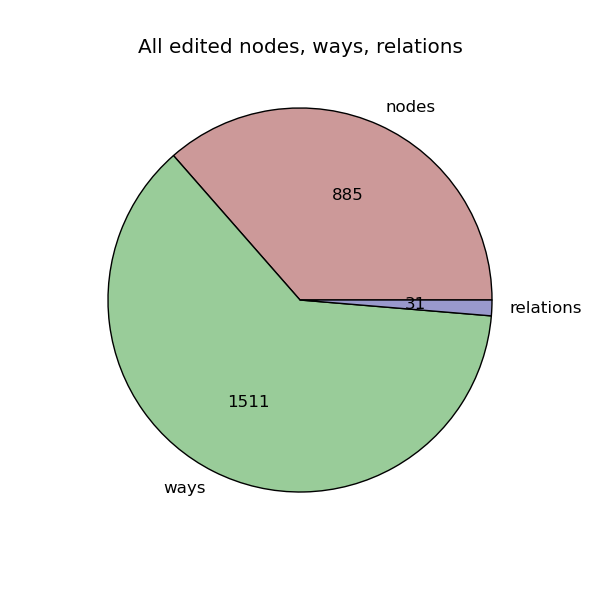 All edited nodes, ways, relations
nodes
885
31
relations
1511
ways